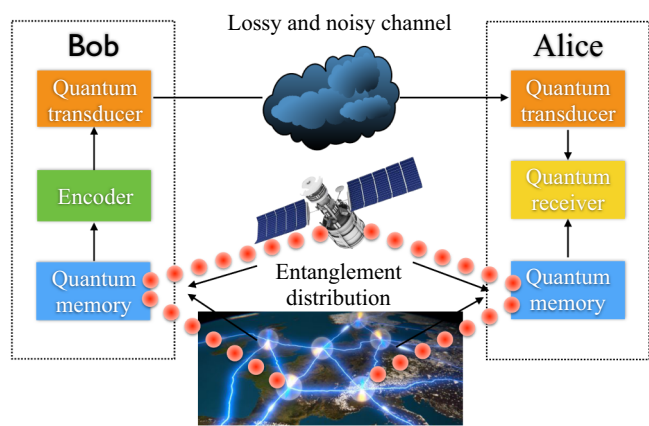 Lossy and noisy channel
Bob
Quantum
transducer
Encoder
Quantum
memory
Entanglement
distribution
Alice
Quantum
transducer
Quantum
receiver
Quantum
memory